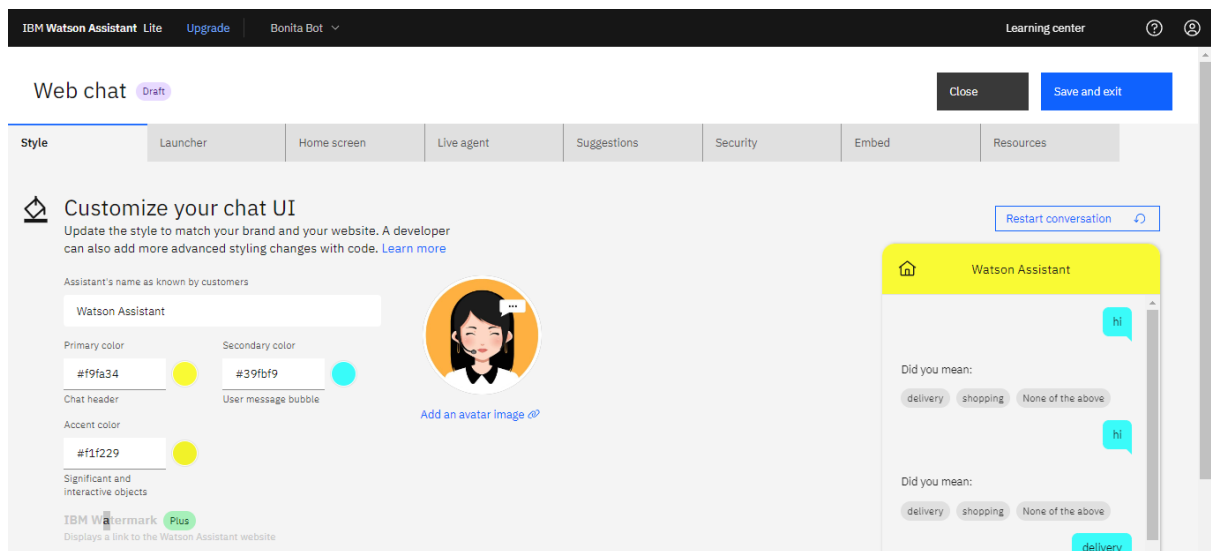 IBM Watson Assistant Lite Upgrade Bonita Bot Learning center
Web chat Draft Close Save and exit
Style Launcher Home screen Live agent Suggestions Security Embed Resources
Customize your chat UI
Update the style to match your brand and your website. A developer
can also add more advanced styling changes with code. Learn more
Assistant's name as known by customers
Watson Assistant
Primary color Secondary color
#f9fa34 #39fbf9
Chat header User message bubble
Accent color
#f1f229
Significant and
interactive objects
IBM Watermark Plus
Displays a link to the Watson Assistant website
Add an avatar image
Restart conversation
Watson Assistant
hi
Did you mean:
delivery shopping None of the above
hi
Did you mean:
delivery shopping None of the above
delivery